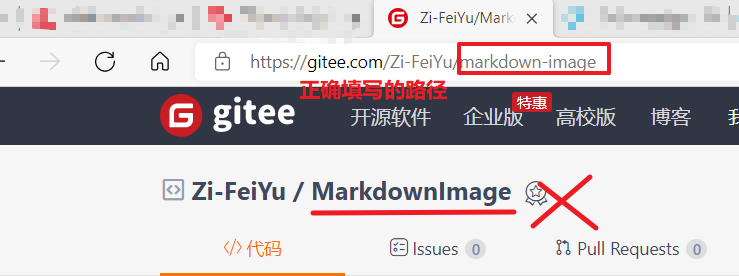 Zi-FeiYu/Mark
https://gitee.com/Zi-FeiYu/markdown-image
正确填写的路径
gitee 开源软件 企业版 特惠 高校版 博客
Zi-FeiYu / MarkdownImage
代码 Issues 0 Pull Requests 0